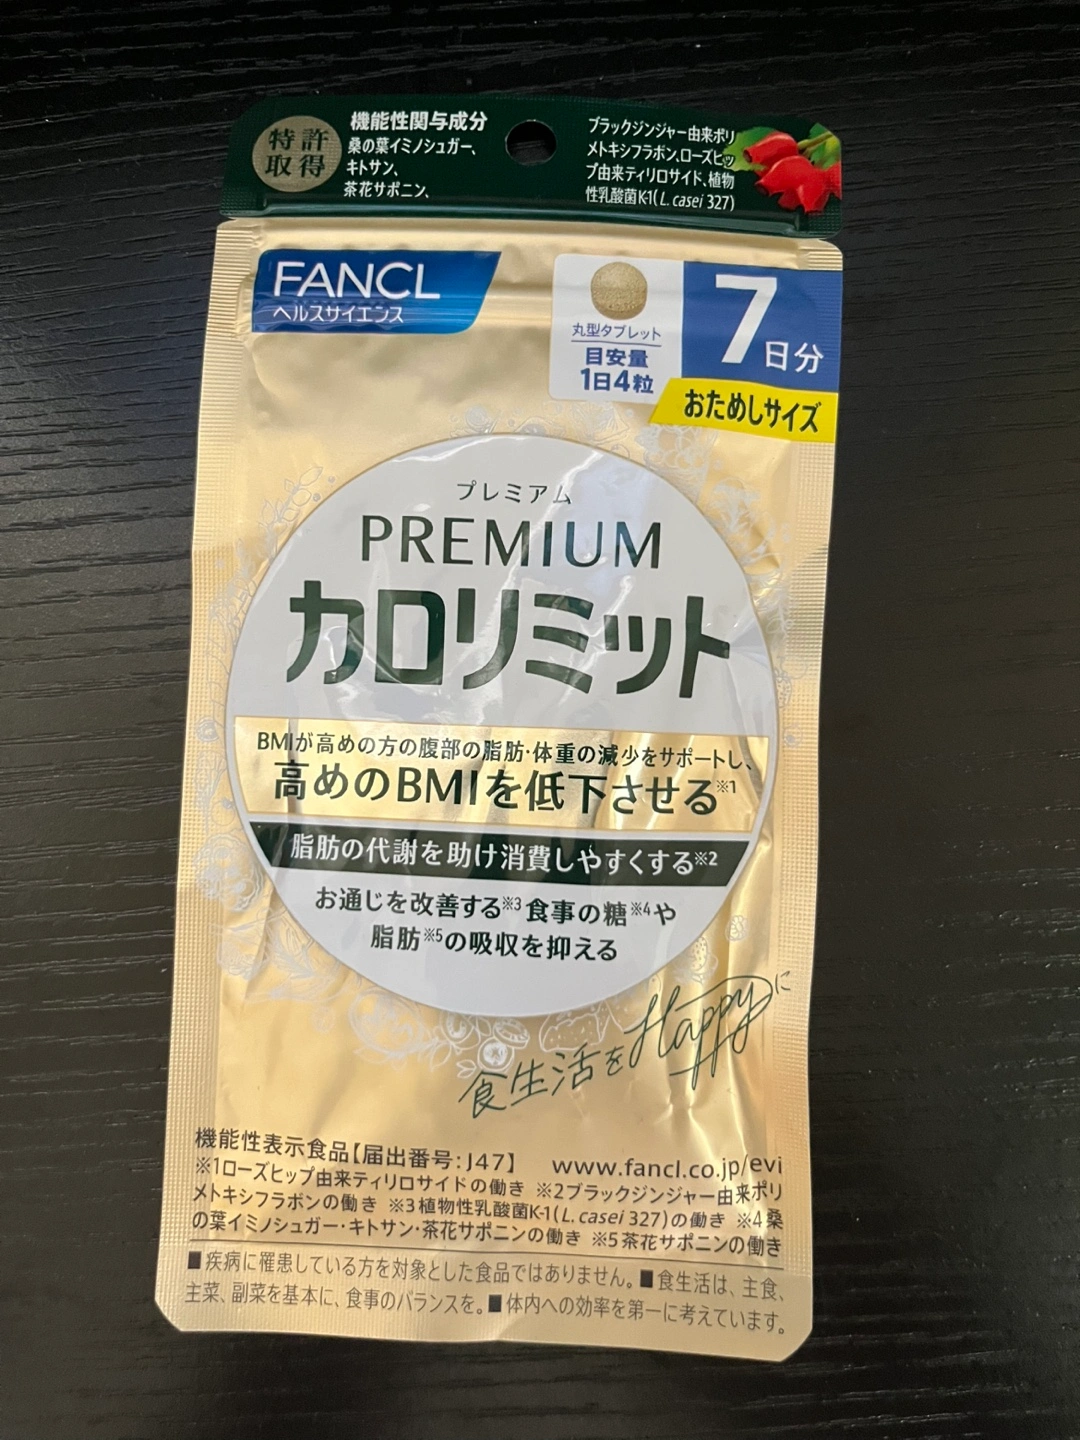 特許
取得
機能性関与成分
桑の葉イミノシュガー、
キトサン、
茶花サポニン、
ブラックジンジャー由来ポリ
メトキシフラボン、ローズヒッ
プ由来ティリロサイド、植物
性乳酸菌K-1(L. casei 327)
FANCL
ヘルスサイエンス
丸型タブレット
目安量
1日4粒
7日分
おためしサイズ
プレミアム
PREMIUM
カロリミット
BMIが高めの方の腹部の脂肪・体重の減少をサポートし、
高めのBMIを低下させる※1
脂肪の代謝を助け消費しやすくする※2
お通じを改善する※3食事の糖※4や
脂肪※5の吸収を抑える
食生活をHappyに
機能性表示食品【届出番号:J47】 www.fancl.co.jp/evi
※1ローズヒップ由来ティリロサイドの働き ※2ブラックジンジャー由来ポリ
メトキシフラボンの働き ※3植物性乳酸菌K-1(L. casei 327)の働き ※4桑
の葉イミノシュガー・キトサン・茶花サポニンの働き ※5茶花サポニンの働き
■疾病に罹患している方を対象とした食品ではありません。■食生活は、主食、
主菜、副菜を基本に、食事のバランスを。■体内への効率を第一に考えています。